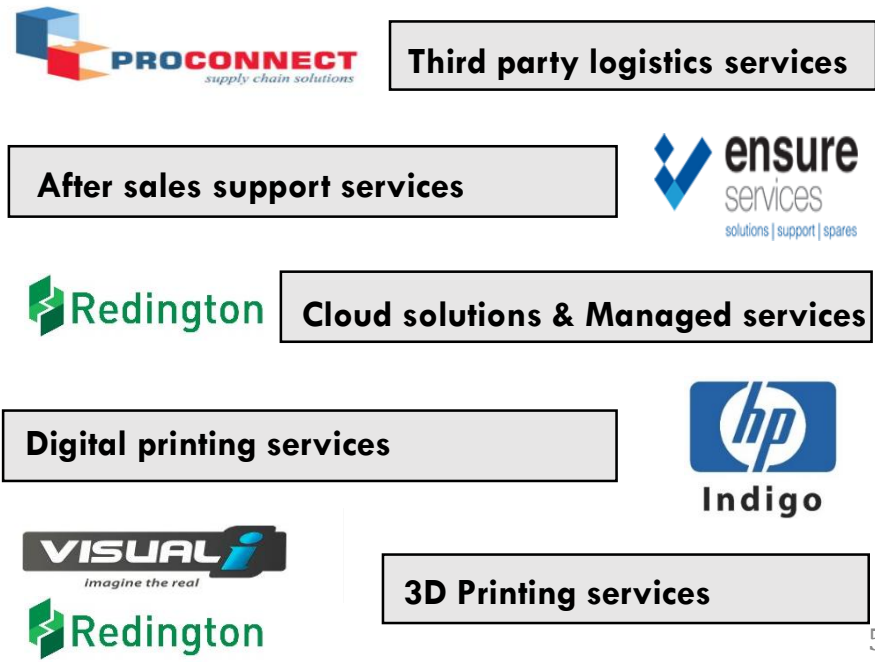 PROCONNECT
supply chain solutions
Third party logistics services
After sales support services
ensure
services
solutions | support | spares
Redington
Cloud solutions & Managed services
Digital printing services
hp
Indigo
VISUALi
imagine the real
3D Printing services
Redington